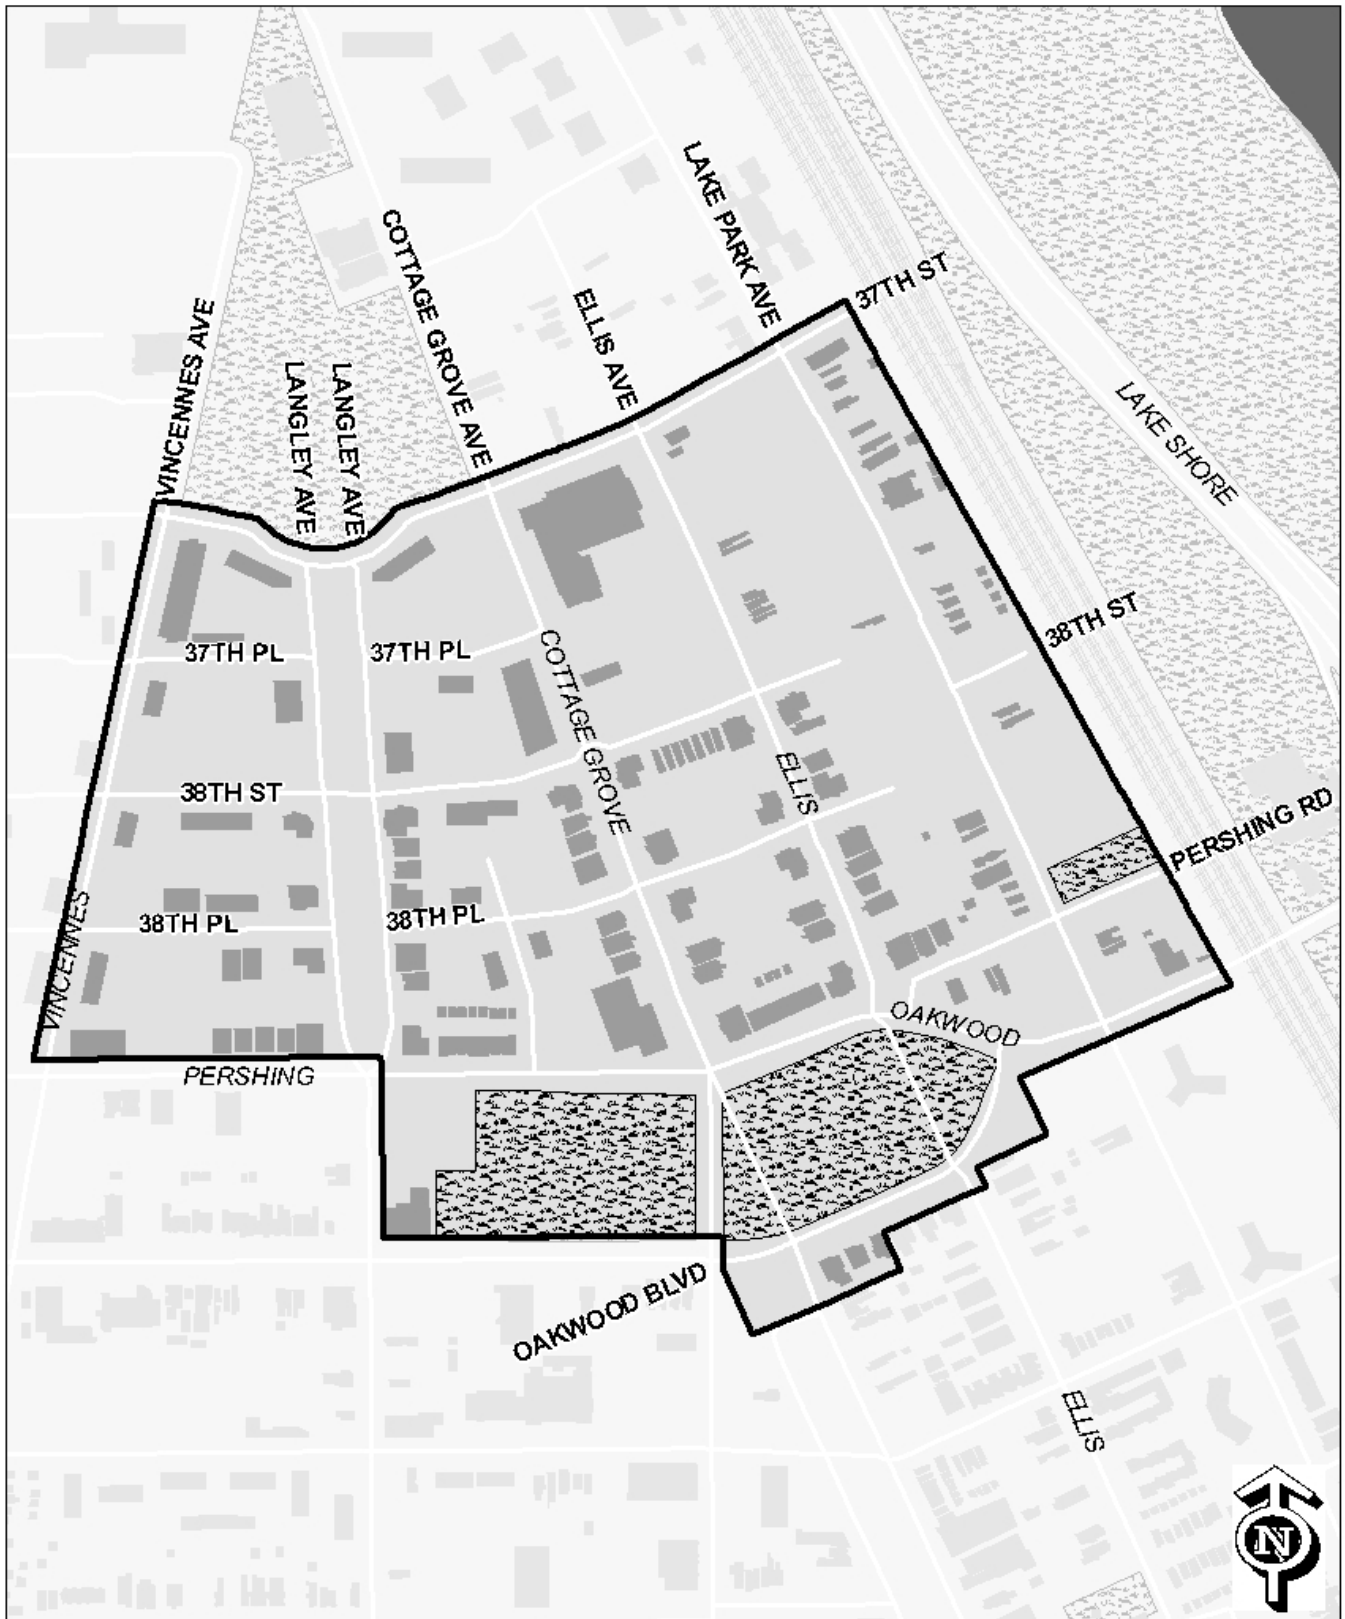 LAKE PARK AVE
COTTAGE GROVE AVE
37TH ST
ELLIS AVE
VINCENNES AVE
LANGLEY AVE
LANGLEY AVE
LAKE SHORE
38TH ST
37TH PL
37TH PL
COTTAGE GROVE
ELLIS
38TH ST
PERSHING RD
38TH PL
38TH PL
VINCENNES
OAKWOOD
PERSHING
OAKWOOD BLVD
ELLIS
N